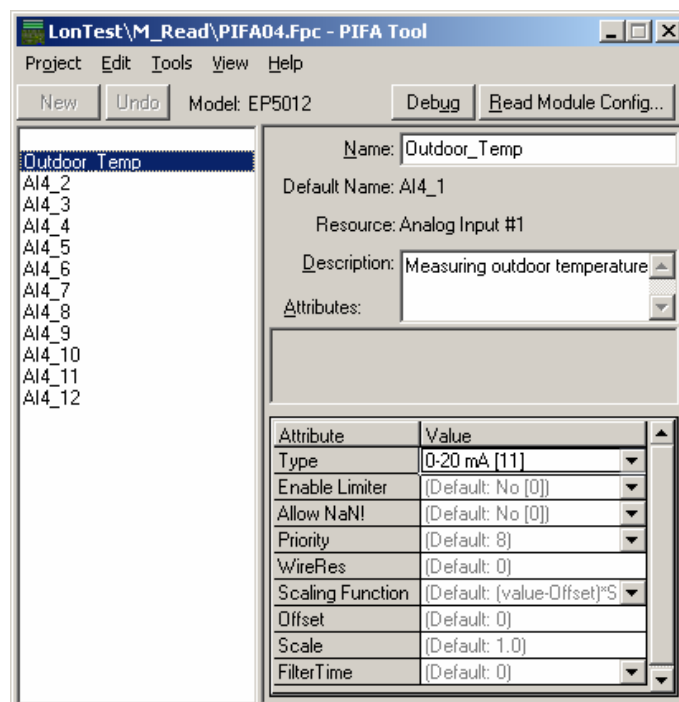 LonTest\M_Read\PIFA04.Fpc - PIFA Tool
Project Edit Tools View Help
New Undo Model: EP5012 Debug Read Module Config...
Outdoor_Temp
AI4_2
AI4_3
AI4_4
AI4_5
AI4_6
AI4_7
AI4_8
AI4_9
AI4_10
AI4_11
AI4_12
Name: Outdoor_Temp
Default Name: AI4_1
Resource: Analog Input #1
Description: Measuring outdoor temperature
Attributes:
Attribute Value
Type 0-20 mA [11]
Enable Limiter (Default: No [0])
Allow NaN! (Default: No [0])
Priority (Default: 8)
WireRes (Default: 0)
Scaling Function (Default: (value-Offset)*S
Offset (Default: 0)
Scale (Default: 1.0)
FilterTime (Default: 0)